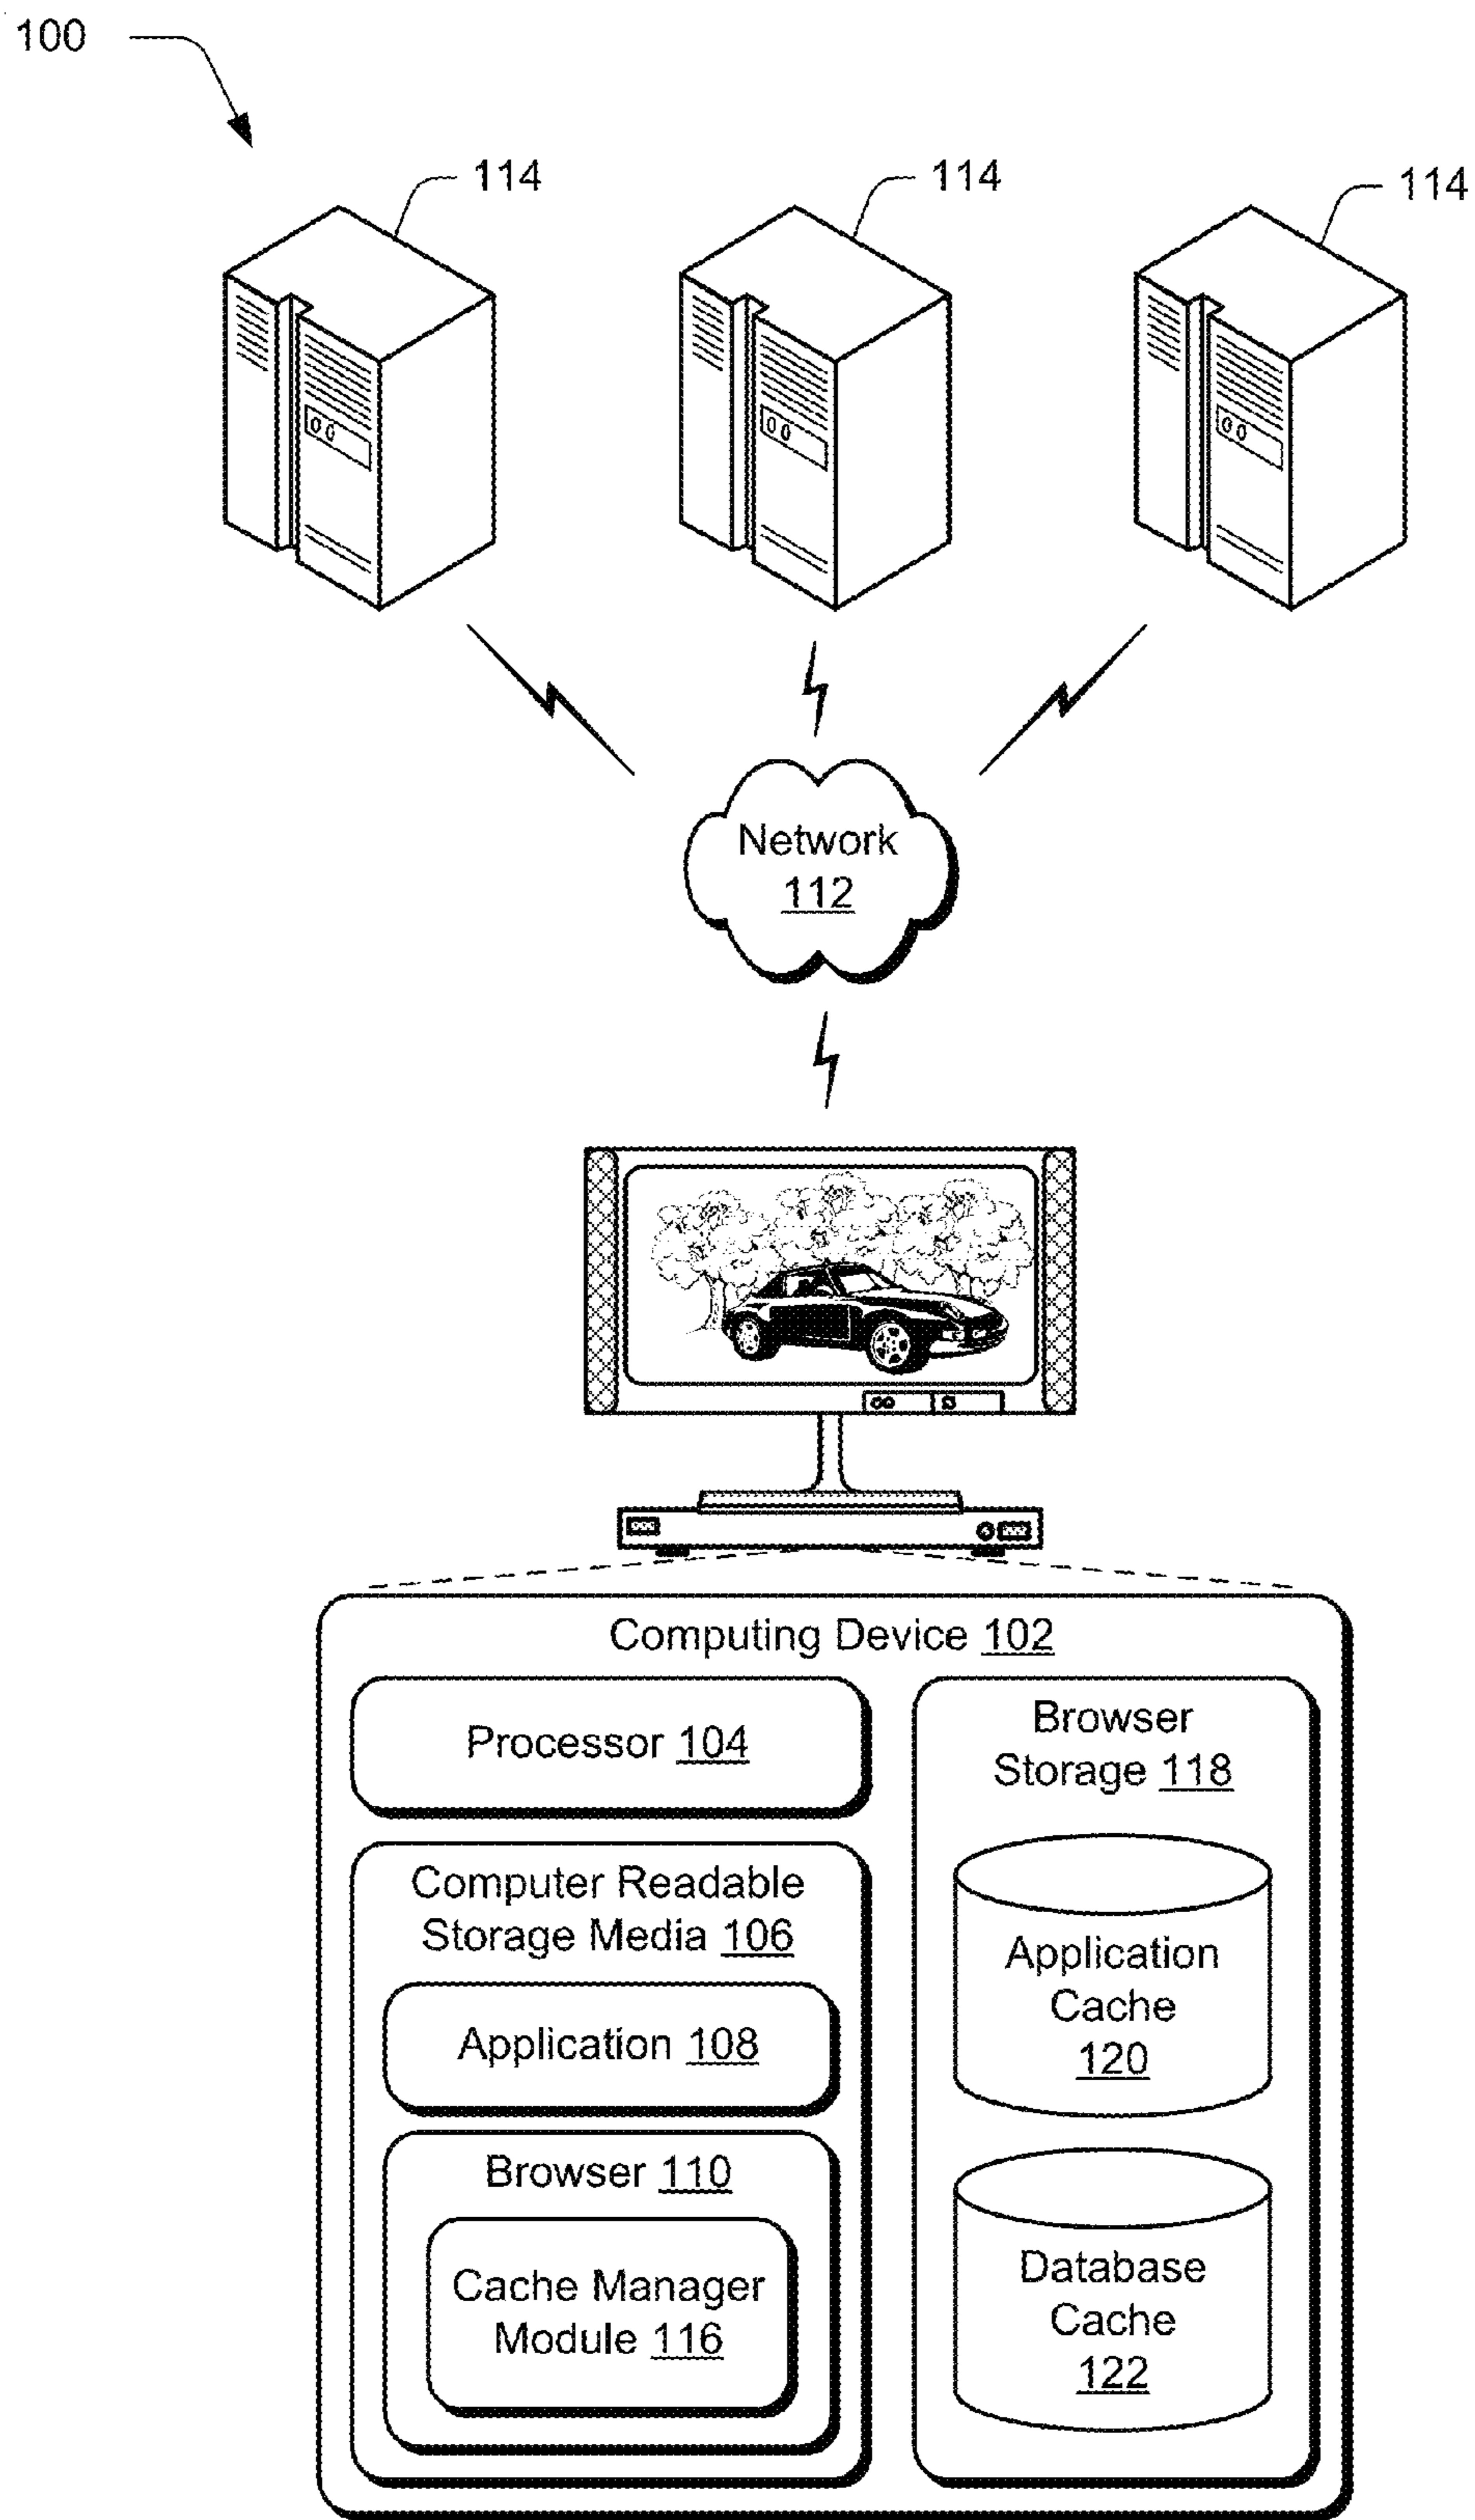 100
114
114
114
Network
112
Computing Device 102
Processor 104
Computer Readable
Storage Media 106
Application 108
Browser 110
Cache Manager
Module 116
Browser
Storage 118
Application
Cache
120
Database
Cache
122